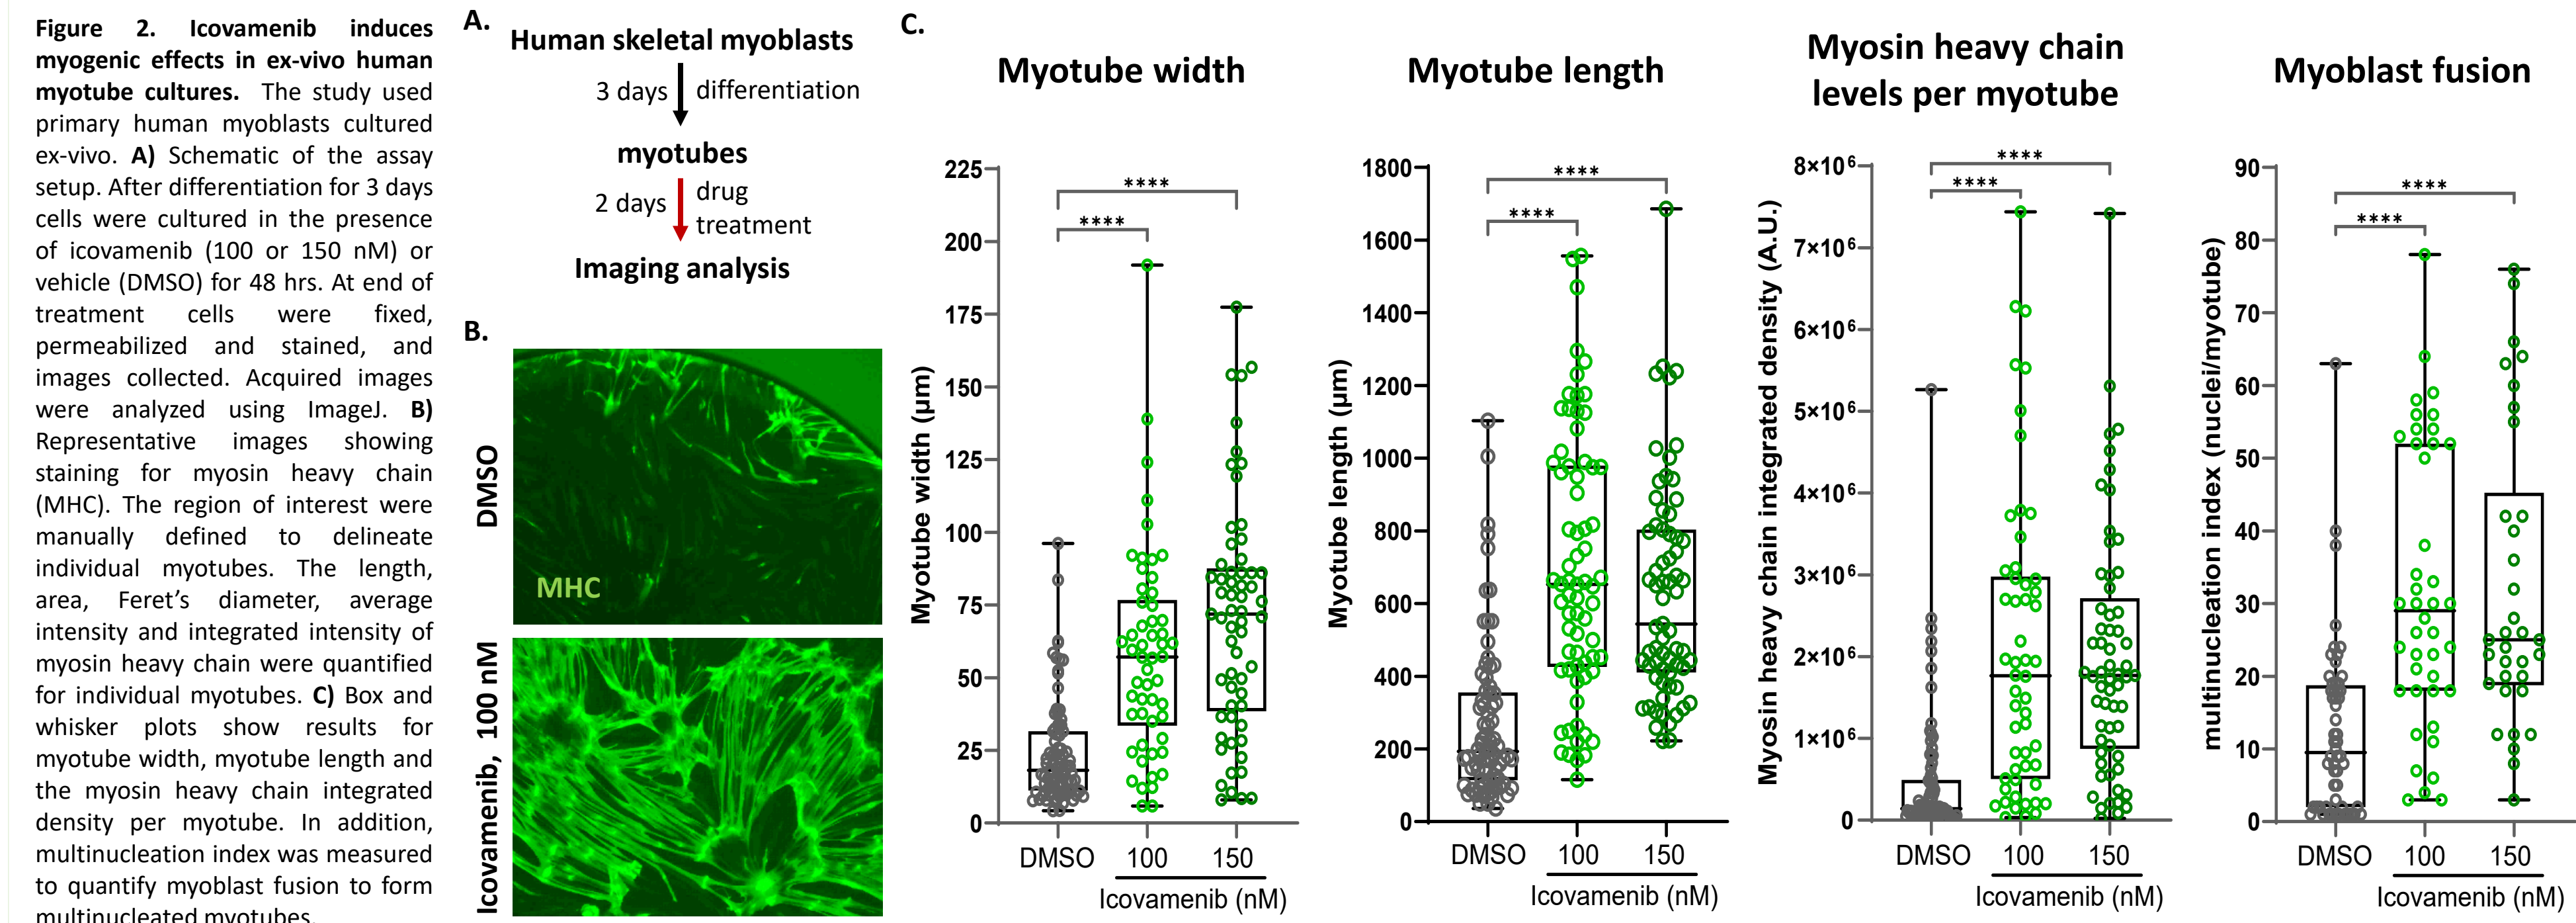 Figure 2. Icovamenib induces
myogenic effects in ex-vivo human
myotube cultures. The study used
primary human myoblasts cultured
ex-vivo. A) Schematic of the assay
setup. After differentiation for 3 days
cells were cultured in the presence
of icovamenib (100 or 150 nM) or
vehicle (DMSO) for 48 hrs. At end of
treatment cells were fixed,
permeabilized and stained, and
images collected. Acquired images
were analyzed using ImageJ. B)
Representative images showing
staining for myosin heavy chain
(MHC). The region of interest were
manually defined to delineate
individual myotubes. The length,
area, Feret's diameter, average
intensity and integrated intensity of
myosin heavy chain were quantified
for individual myotubes. C) Box and
whisker plots show results for
myotube width, myotube length and
the myosin heavy chain integrated
density per myotube. In addition,
multinucleation index was measured
to quantify myoblast fusion to form
multinucleated myotubes.
A.
Human skeletal myoblasts
3 days differentiation
myotubes
2 days drug
treatment
Imaging analysis
B.
DMSO
MHC
Icovamenib, 100 nM
C.
Myotube width
Myotube width (µm)
225
200
175
150
125
100
75
50
25
0
****
****
DMSO 100 150
Icovamenib (nM)
Myotube length
Myotube length (µm)
1800
1600
1400
1200
1000
800
600
400
200
0
****
****
DMSO 100 150
Icovamenib (nM)
Myosin heavy chain
levels per myotube
Myosin heavy chain integrated density (A.U.)
8×10⁶
7×10⁶
6×10⁶
5×10⁶
4×10⁶
3×10⁶
2×10⁶
1×10⁶
0
****
****
DMSO 100 150
Icovamenib (nM)
Myoblast fusion
multinucleation index (nuclei/myotube)
90
80
70
60
50
40
30
20
10
0
****
****
DMSO 100 150
Icovamenib (nM)